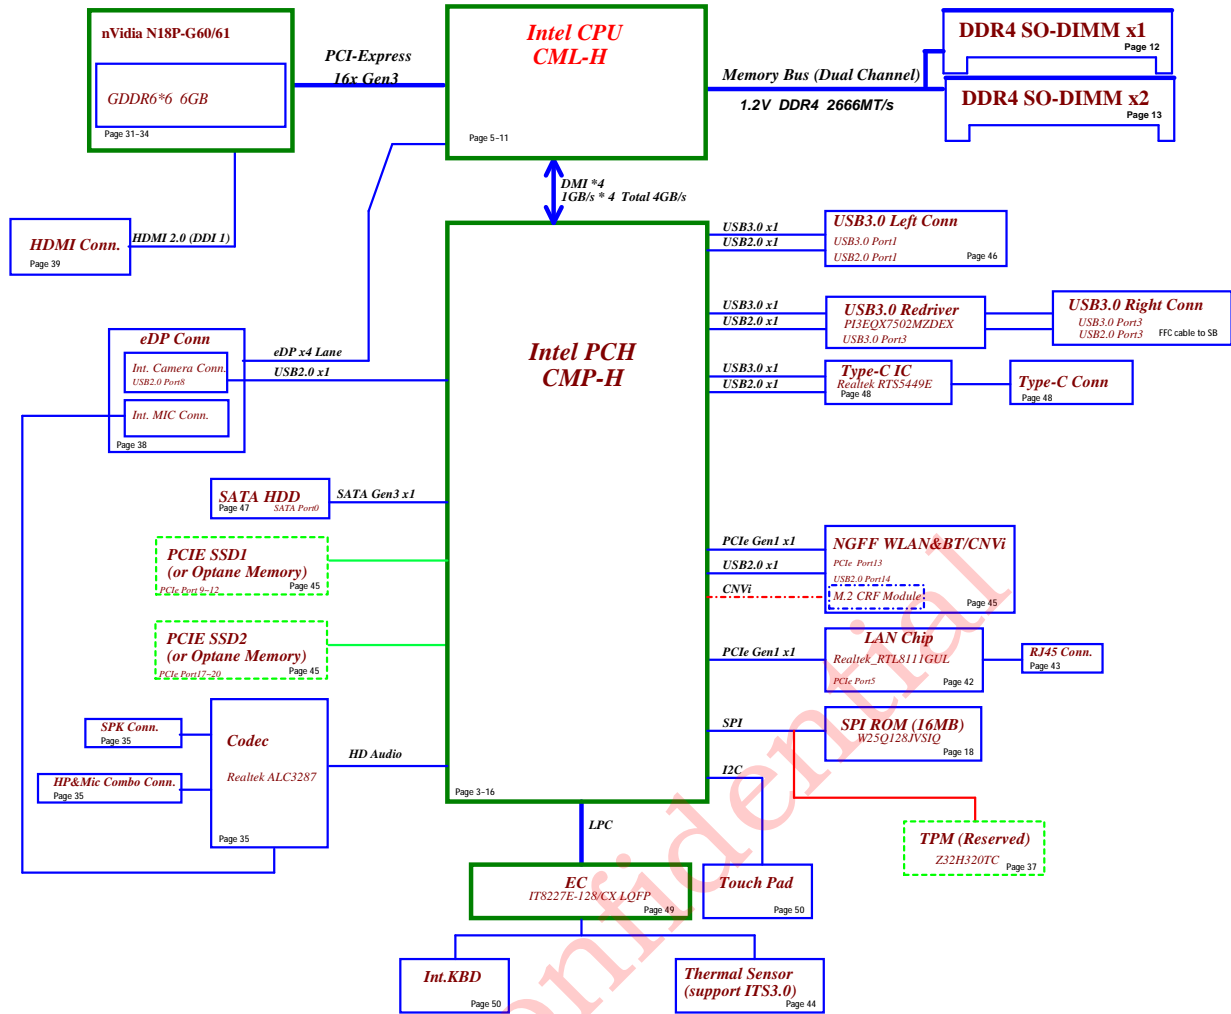 nVidia N18P-G60/61
GDDR6*6 6GB
Page 31~34
PCI-Express
16x Gen3
Intel CPU
CML-H
Page 5~11
Memory Bus (Dual Channel)
1.2V DDR4 2666MT/s
DDR4 SO-DIMM x1
Page 12
DDR4 SO-DIMM x2
Page 13
DMI *4
1GB/s * 4 Total 4GB/s
HDMI Conn.
Page 39
HDMI 2.0 (DDI 1)
eDP Conn
Int. Camera Conn.
USB2.0 Port8
Int. MIC Conn.
Page 38
eDP x4 Lane
USB2.0 x1
Intel PCH
CMP-H
Page 3~16
USB3.0 x1
USB2.0 x1
USB3.0 Left Conn
USB3.0 Port1
USB2.0 Port1
Page 46
USB3.0 x1
USB2.0 x1
USB3.0 Redriver
PI3EQX7502MZDEX
USB3.0 Port3
USB3.0 Right Conn
USB3.0 Port3
USB2.0 Port3
FFC cable to SB
USB3.0 x1
USB2.0 x1
Type-C IC
Realtek RTS5449E
Page 48
Type-C Conn
Page 48
SATA HDD
Page 47
SATA Port0
SATA Gen3 x1
PCIE SSD1
(or Optane Memory)
Page 45
PCIe Port 9~12
PCIE SSD2
(or Optane Memory)
Page 45
PCIe Port17~20
PCIe Gen1 x1
USB2.0 x1
CNVi
NGFF WLAN&BT/CNVi
PCIe Port13
USB2.0 Port14
M.2 CRF Module
Page 45
PCIe Gen1 x1
LAN Chip
Realtek_RTL8111GUL
PCIe Port5
Page 42
RJ45 Conn.
Page 43
SPK Conn.
Page 35
HP&Mic Combo Conn.
Page 35
Codec
Realtek ALC3287
Page 35
HD Audio
SPI
SPI ROM (16MB)
W25Q128JVSIQ
Page 18
I2C
TPM (Reserved)
Z32H320TC
Page 37
LPC
EC
IT8227E-128/CX LQFP
Page 49
Touch Pad
Page 50
Int.KBD
Page 50
Thermal Sensor
(support ITS3.0)
Page 44
onfidential